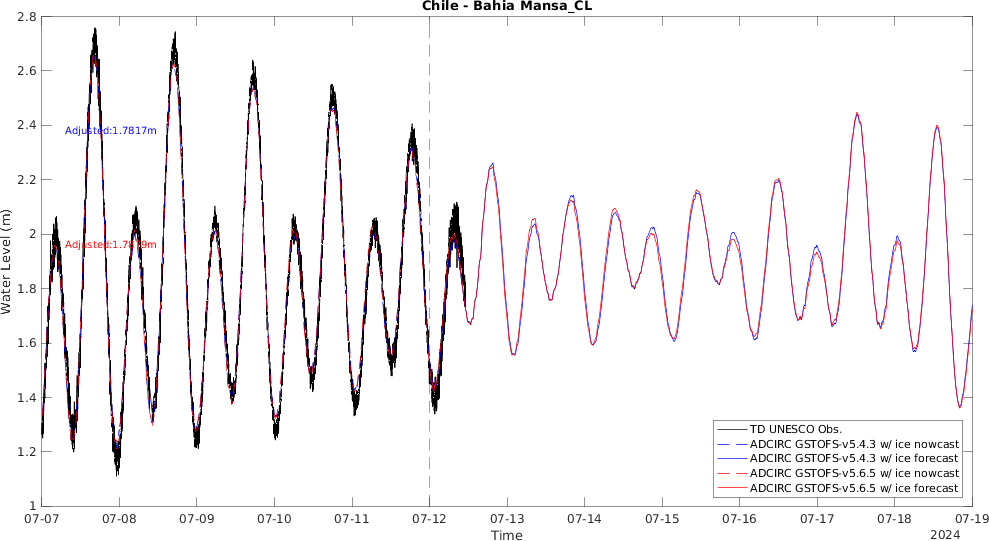 Chile - Bahia Mansa_CL
2.8
2.6
2.4
2.2
2
1.8
1.6
1.4
1.2
1
Water Level (m)
Adjusted:1.7817m
Adjusted:1.7819m
TD UNESCO Obs.
ADCIRC GSTOFS-v5.4.3 w/ ice nowcast
ADCIRC GSTOFS-v5.4.3 w/ ice forecast
ADCIRC GSTOFS-v5.6.5 w/ ice nowcast
ADCIRC GSTOFS-v5.6.5 w/ ice forecast
07-07 07-08 07-09 07-10 07-11 07-12 07-13 07-14 07-15 07-16 07-17 07-18 07-19
Time
2024